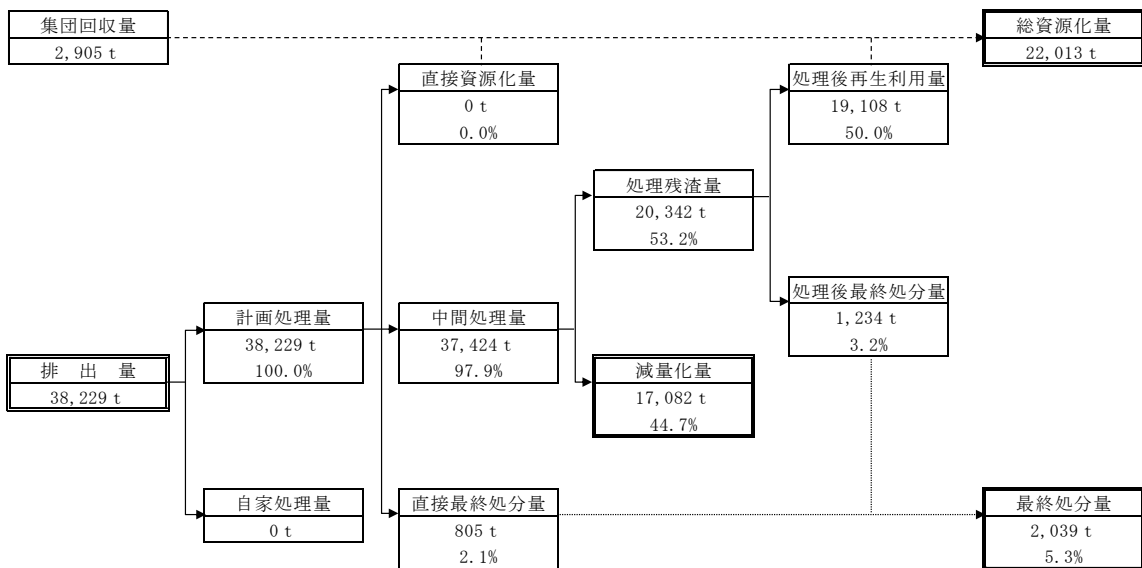 集団回収量
2,905 t
総資源化量
22,013 t
直接資源化量
0 t
0.0%
処理後再生利用量
19,108 t
50.0%
処理残渣量
20,342 t
53.2%
処理後最終処分量
1,234 t
3.2%
計画処理量
38,229 t
100.0%
中間処理量
37,424 t
97.9%
排 出 量
38,229 t
減量化量
17,082 t
44.7%
自家処理量
0 t
直接最終処分量
805 t
2.1%
最終処分量
2,039 t
5.3%